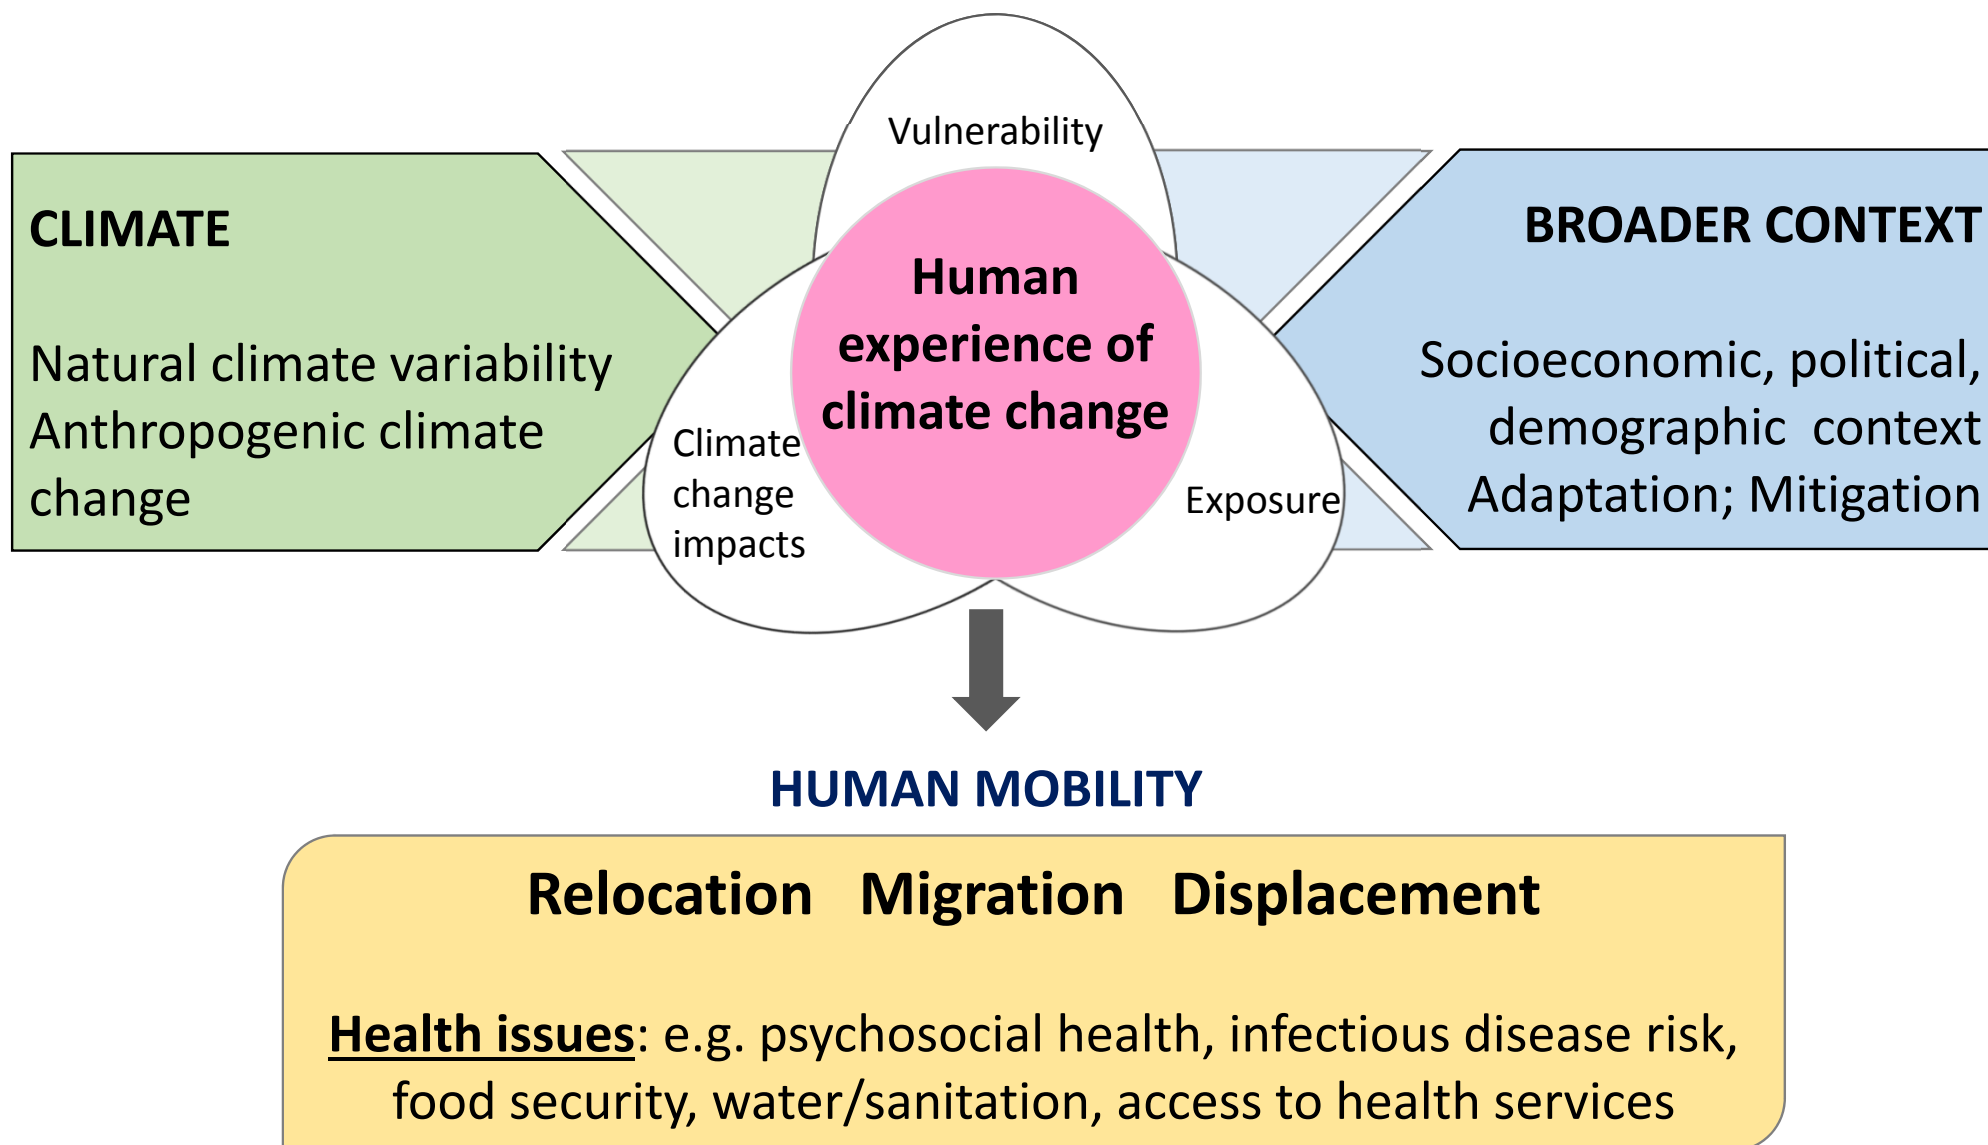 Vulnerability
CLIMATE
Natural climate variability
Anthropogenic climate
change
Human
experience of
climate change
Climate
change
impacts
Exposure
BROADER CONTEXT
Socioeconomic, political,
demographic  context
Adaptation; Mitigation
HUMAN MOBILITY
Relocation   Migration   Displacement
Health issues: e.g. psychosocial health, infectious disease risk,
food security, water/sanitation, access to health services